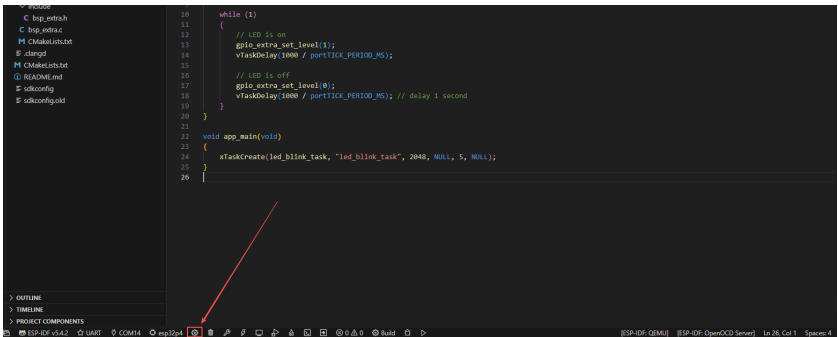 include
C bsp_extra.h
C bsp_extra.c
M CMakeLists.txt
.clangd
M CMakeLists.txt
README.md
sdkconfig
sdkconfig.old
10 while (1)
11 {
12 // LED is on
13 gpio_extra_set_level(1);
14 vTaskDelay(1000 / portTICK_PERIOD_MS);
15
16 // LED is off
17 gpio_extra_set_level(0);
18 vTaskDelay(1000 / portTICK_PERIOD_MS); // delay 1 second
19 }
20 }
21
22 void app_main(void)
23 {
24 xTaskCreate(led_blink_task, "led_blink_task", 2048, NULL, 5, NULL);
25 }
26
> OUTLINE
> TIMELINE
> PROJECT COMPONENTS
ESP-IDF v5.4.2 UART COM14 esp32p4 0 0 Build [ESP-IDF: QEMU] [ESP-IDF: OpenOCD Server] Ln 26, Col 1 Spaces: 4